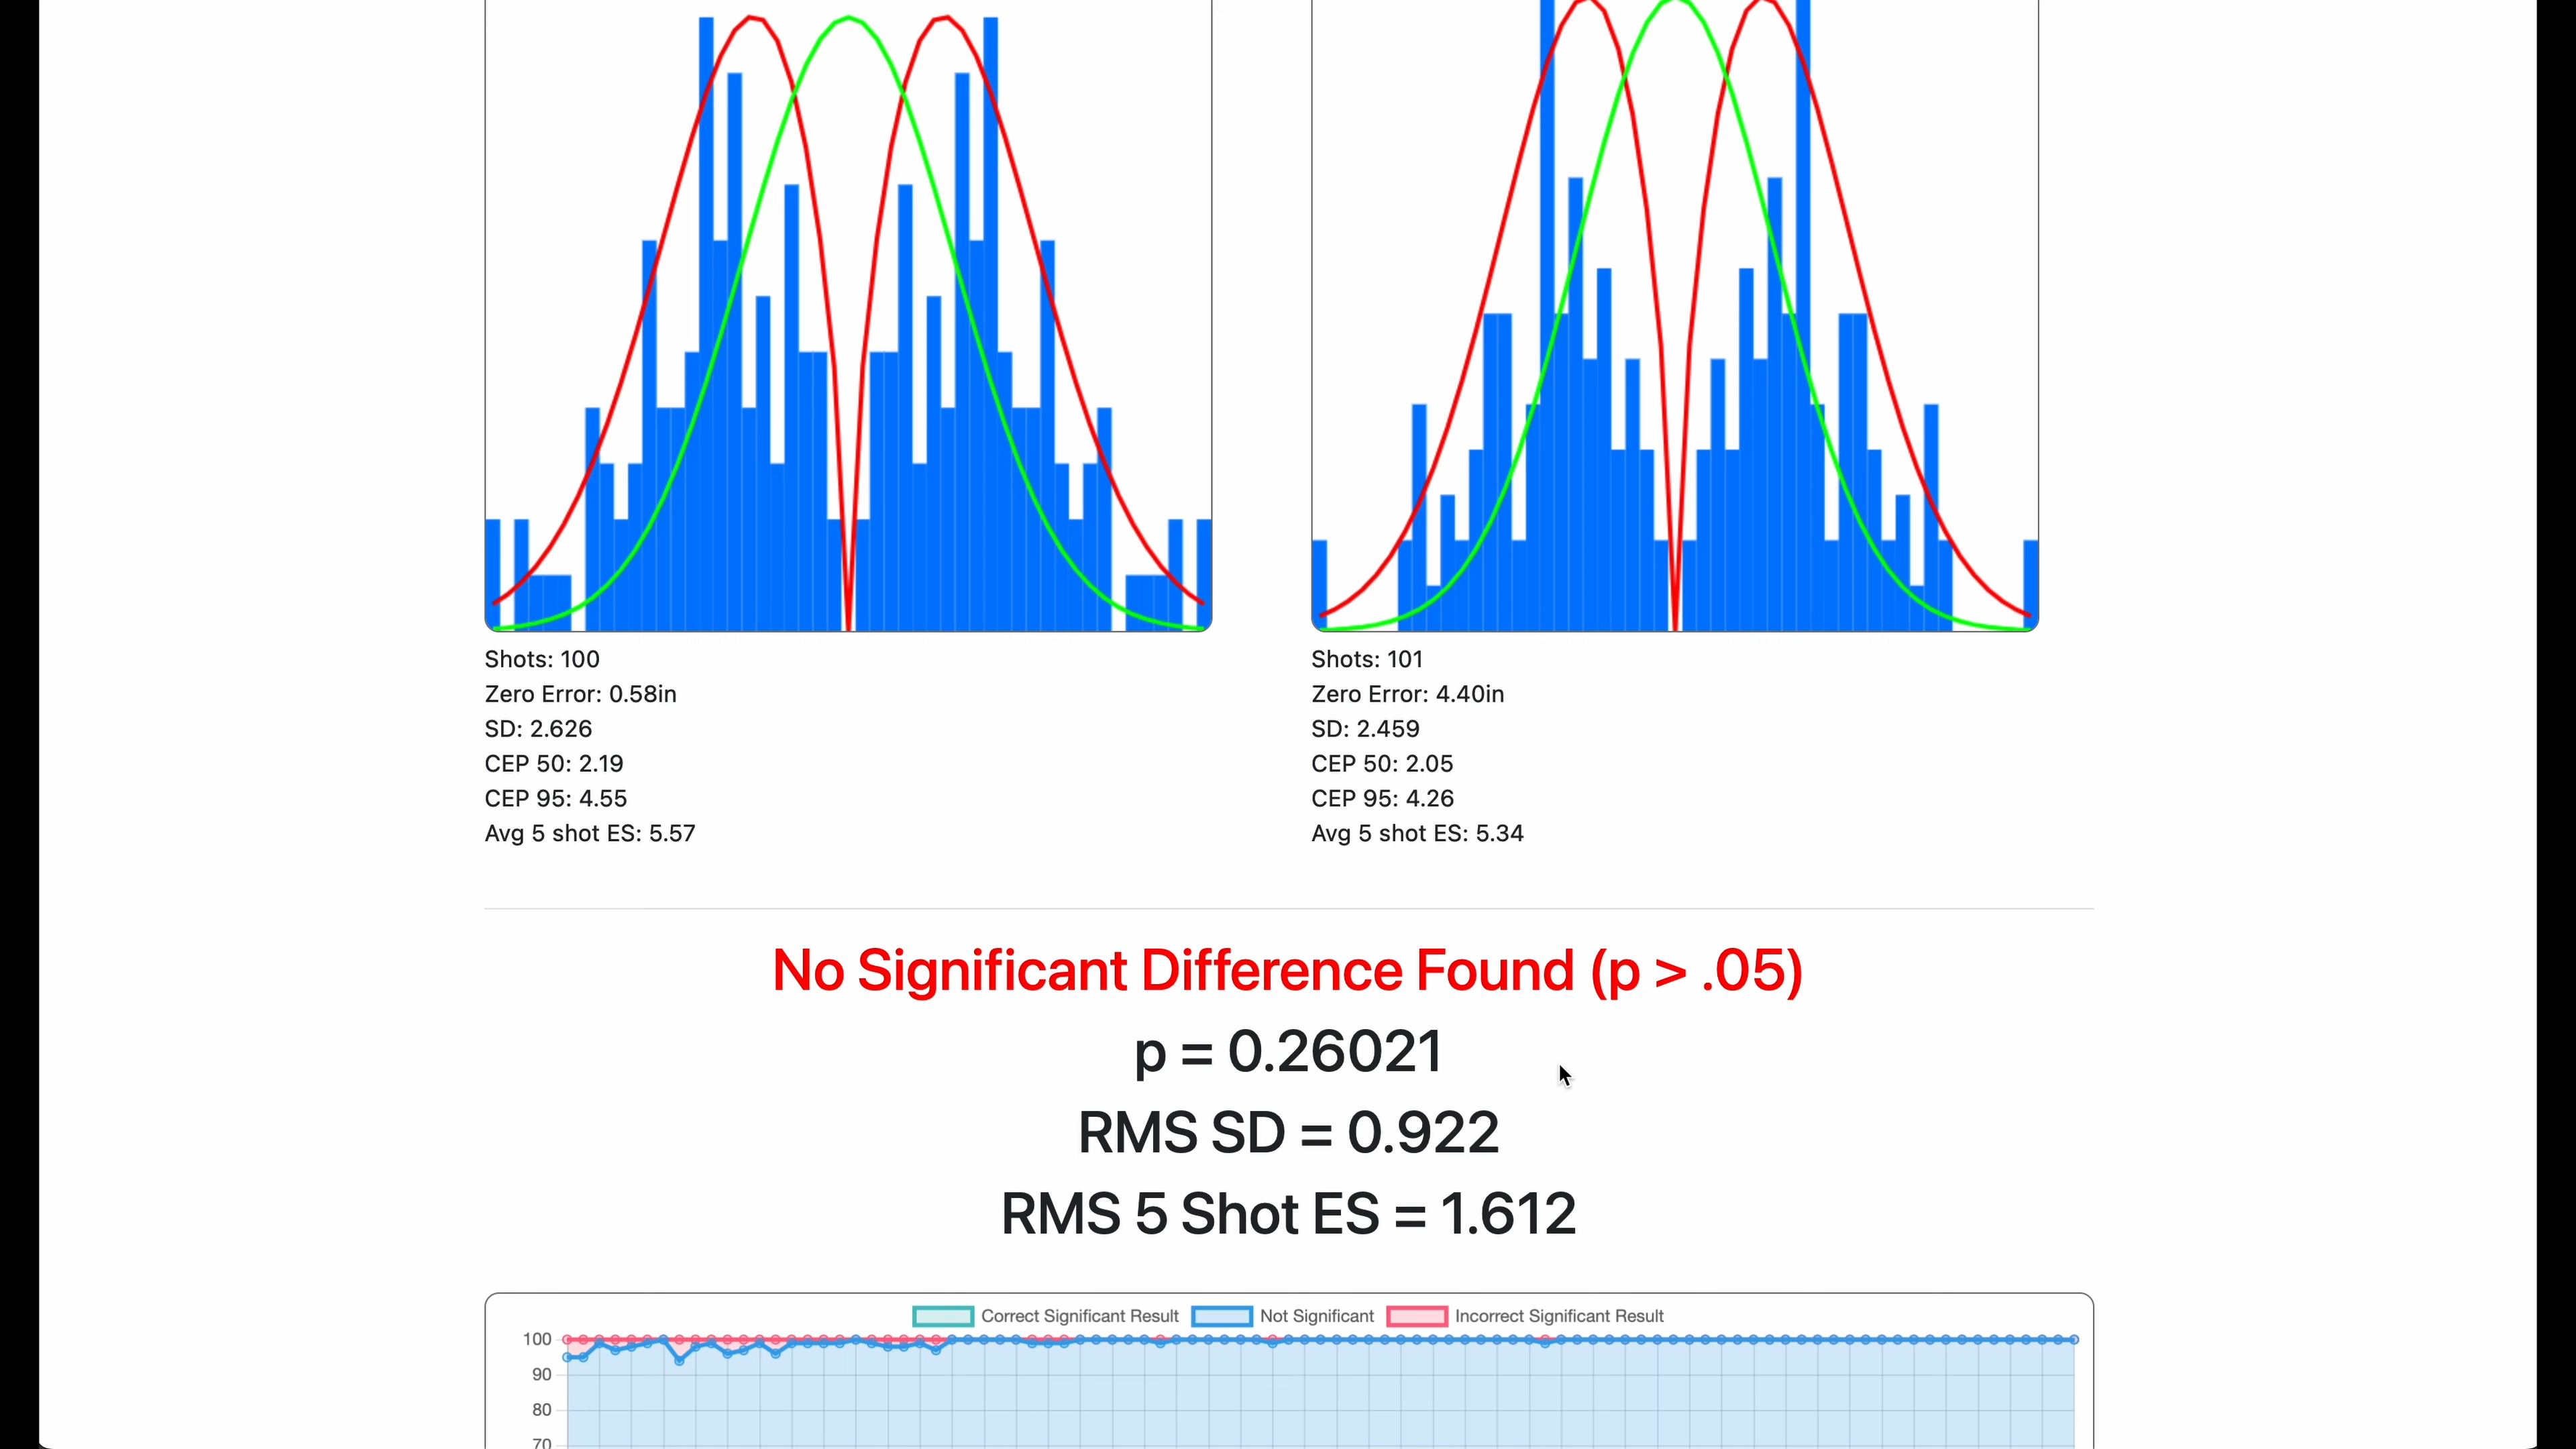 Shots: 100
Zero Error: 0.58in
SD: 2.626
CEP 50: 2.19
CEP 95: 4.55
Avg 5 shot ES: 5.57
Shots: 101
Zero Error: 4.40in
SD: 2.459
CEP 50: 2.05
CEP 95: 4.26
Avg 5 shot ES: 5.34
No Significant Difference Found (p > .05)
p = 0.26021
RMS SD = 0.922
RMS 5 Shot ES = 1.612
Correct Significant Result Not Significant Incorrect Significant Result
100
90
80
70